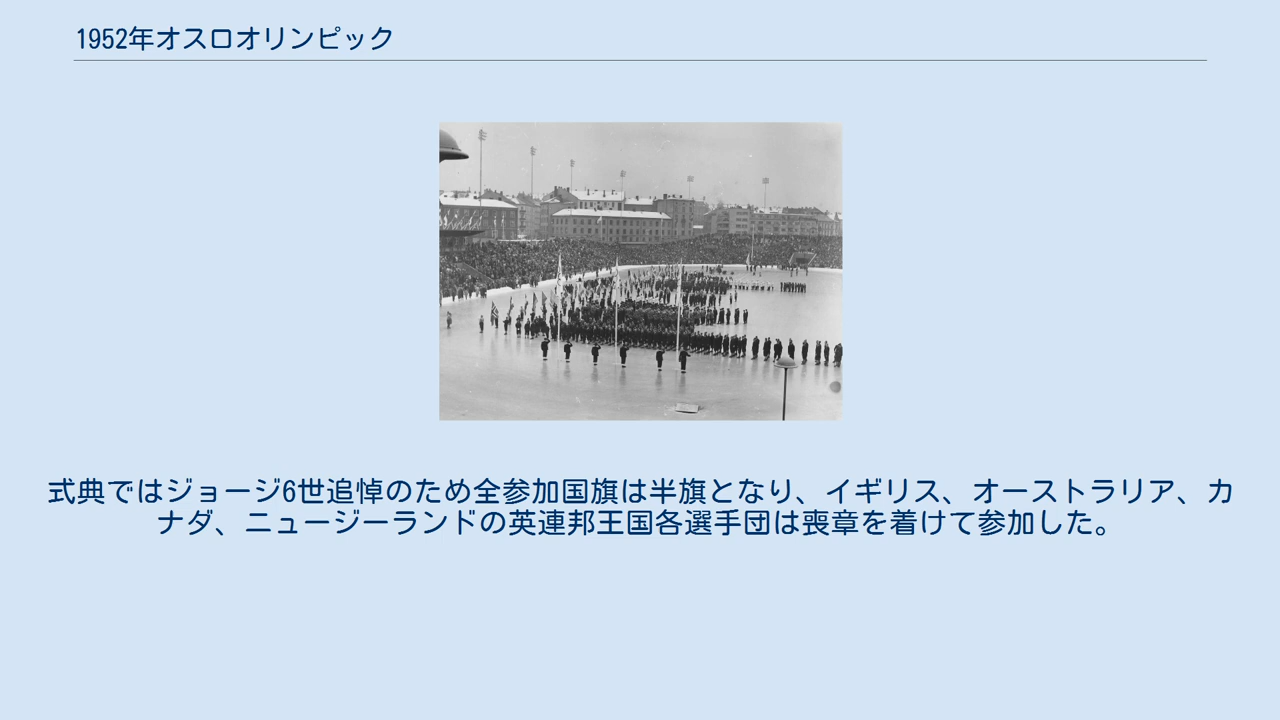 1952年オスロオリンピック
式典ではジョージ6世追悼のため全参加国旗は半旗となり、イギリス、オーストラリア、カ
ナダ、ニュージーランドの英連邦王国各選手団は喪章を着けて参加した。